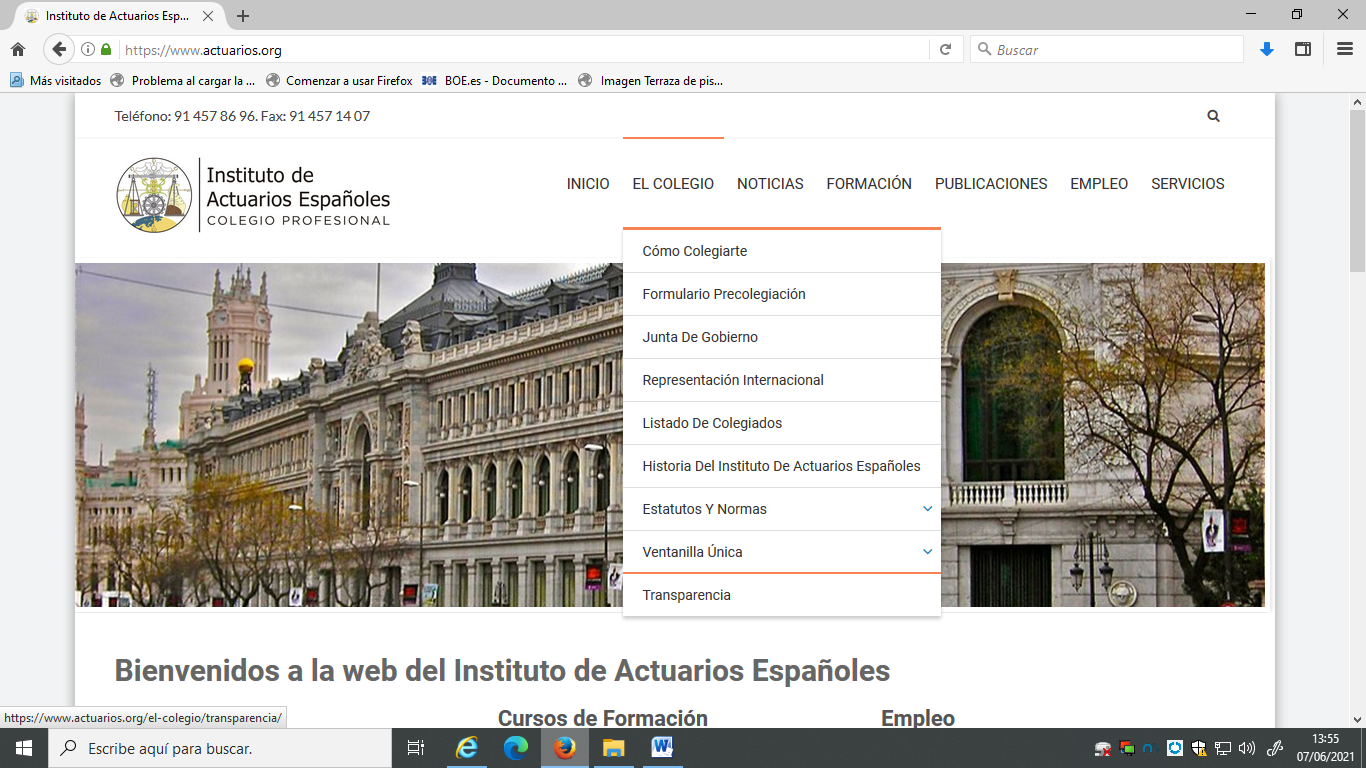 Instituto de Actuarios Esp...
https://www.actuarios.org
Buscar
Más visitados Problema al cargar la ... Comenzar a usar Firefox BOE.es - Documento ... Imagen Terraza de pis...
Teléfono: 91 457 86 96. Fax: 91 457 14 07
Instituto de
Actuarios Españoles
COLEGIO PROFESIONAL
INICIO EL COLEGIO NOTICIAS FORMACIÓN PUBLICACIONES EMPLEO SERVICIOS
Cómo Colegiarte
Formulario Precolegiación
Junta De Gobierno
Representación Internacional
Listado De Colegiados
Historia Del Instituto De Actuarios Españoles
Estatutos Y Normas
Ventanilla Única
Transparencia
Bienvenidos a la web del Instituto de Actuarios Españoles
Cursos de Formación Empleo
https://www.actuarios.org/el-colegio/transparencia/
Escribe aquí para buscar.
13:55
07/06/2021